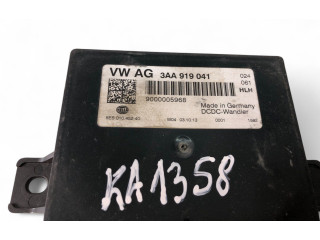 VW AG 3AA 919 041
024
061
9000005968
HLH
Made in Germany
DCDC-Wandler
KA1358